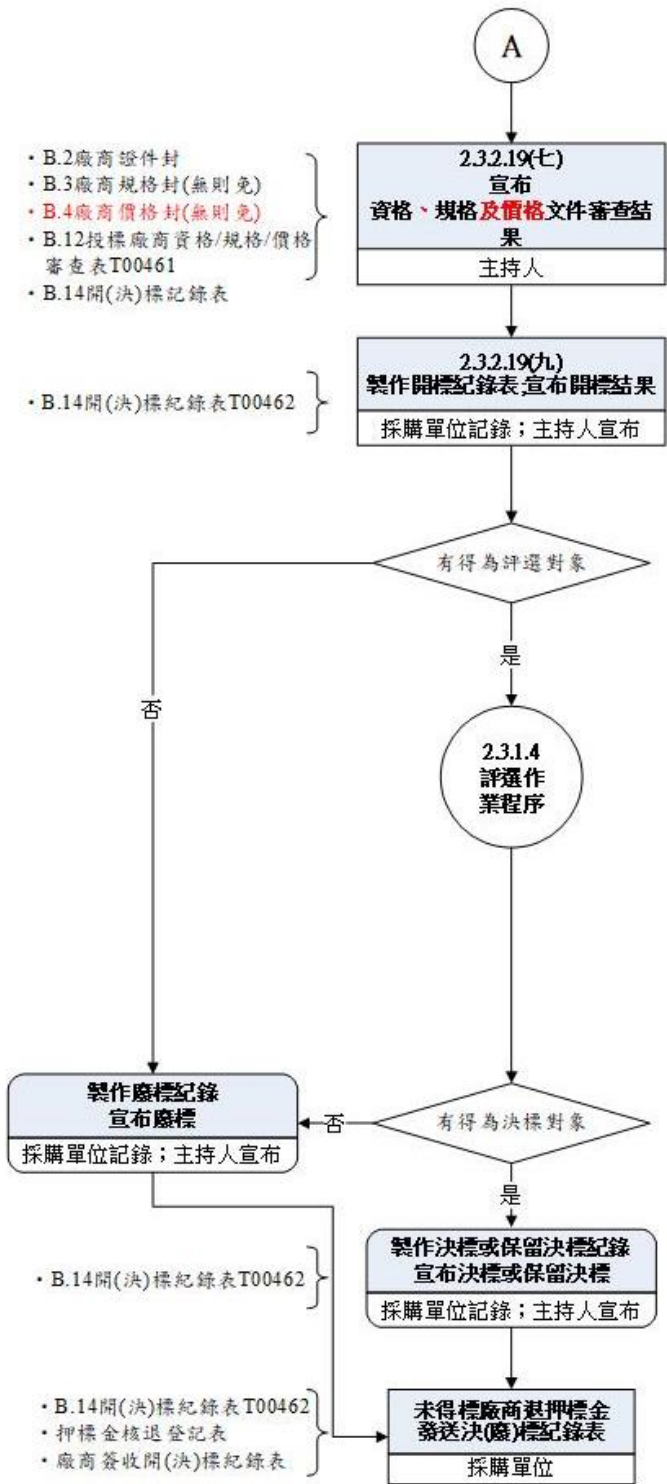 A
・B.2廠商證件封
・B.3廠商規格封(無則免)
・B.4廠商價格封(無則免)
・B.12投標廠商資格/規格/價格
審查表T00461
・B.14開(決)標記錄表
2.3.2.19(七)
宣布
資格、規格及價格文件審查結
果
主持人
・B.14開(決)標紀錄表T00462
2.3.2.19(九)
製作開標紀錄表,宣布開標結果
採購單位記錄；主持人宣布
有得為評選對象
是
否
2.3.1.4
評選作
業程序
製作廢標紀錄
宣布廢標
採購單位記錄；主持人宣布
否
有得為決標對象
是
・B.14開(決)標紀錄表T00462
製作決標或保留決標紀錄
宣布決標或保留決標
採購單位記錄；主持人宣布
・B.14開(決)標紀錄表T00462
・押標金核退登記表
・廠商簽收開(決)標紀錄表
未得標廠商退押標金
發送決(廢)標紀錄表
採購單位